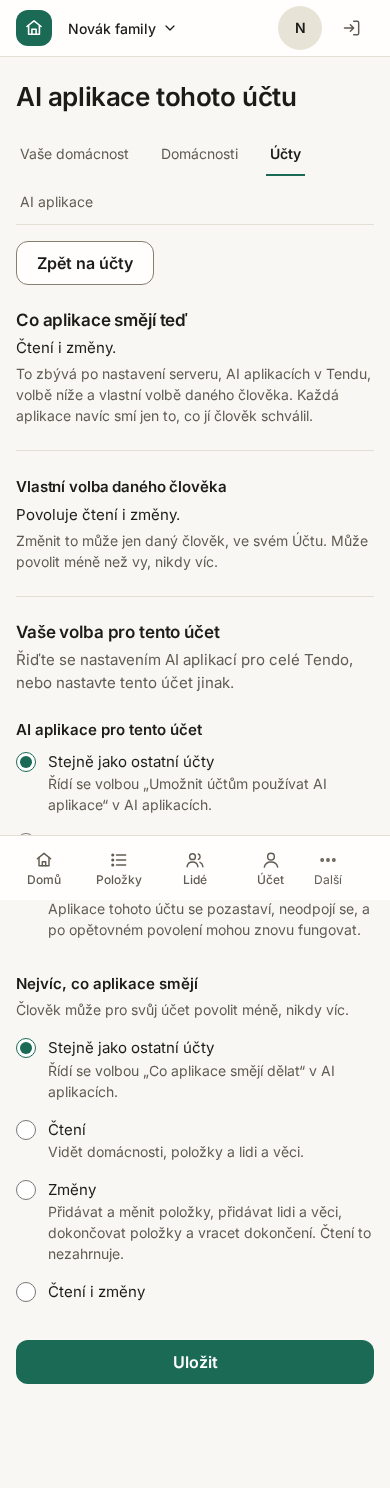 Novák family
N
AI aplikace tohoto účtu
Vaše domácnost
Domácnosti
Účty
AI aplikace
Zpět na účty
Co aplikace smějí teď
Čtení i změny.
To zbývá po nastavení serveru, AI aplikacích v Tendu,
volbě níže a vlastní volbě daného člověka. Každá
aplikace navíc smí jen to, co jí člověk schválil.
Vlastní volba daného člověka
Povoluje čtení i změny.
Změnit to může jen daný člověk, ve svém Účtu. Může
povolit méně než vy, nikdy víc.
Vaše volba pro tento účet
Řiďte se nastavením AI aplikací pro celé Tendo,
nebo nastavte tento účet jinak.
AI aplikace pro tento účet
Stejně jako ostatní účty
Řídí se volbou „Umožnit účtům používat AI
aplikace“ v AI aplikacích.
Domů
Položky
Lidé
Účet
Další
Aplikace tohoto účtu se pozastaví, neodpojí se, a
po opětovném povolení mohou znovu fungovat.
Nejvíc, co aplikace smějí
Člověk může pro svůj účet povolit méně, nikdy víc.
Stejně jako ostatní účty
Řídí se volbou „Co aplikace smějí dělat“ v AI
aplikacích.
Čtení
Vidět domácnosti, položky a lidi a věci.
Změny
Přidávat a měnit položky, přidávat lidi a věci,
dokončovat položky a vracet dokončení. Čtení to
nezahrnuje.
Čtení i změny
Uložit